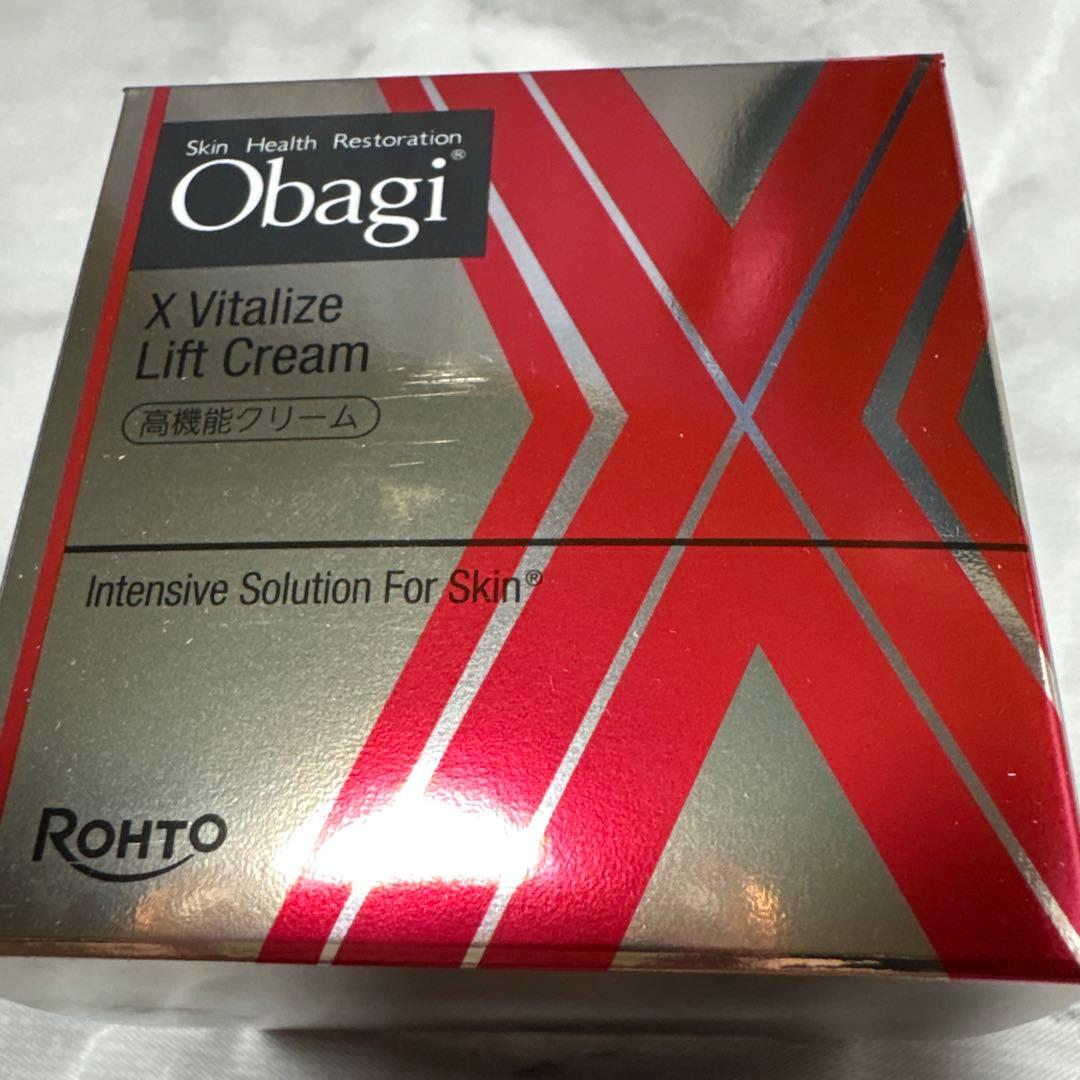 Skin Health Restoration
Obagi®
X Vitalize
Lift Cream
高機能クリーム
Intensive Solution For Skin®
ROHTO